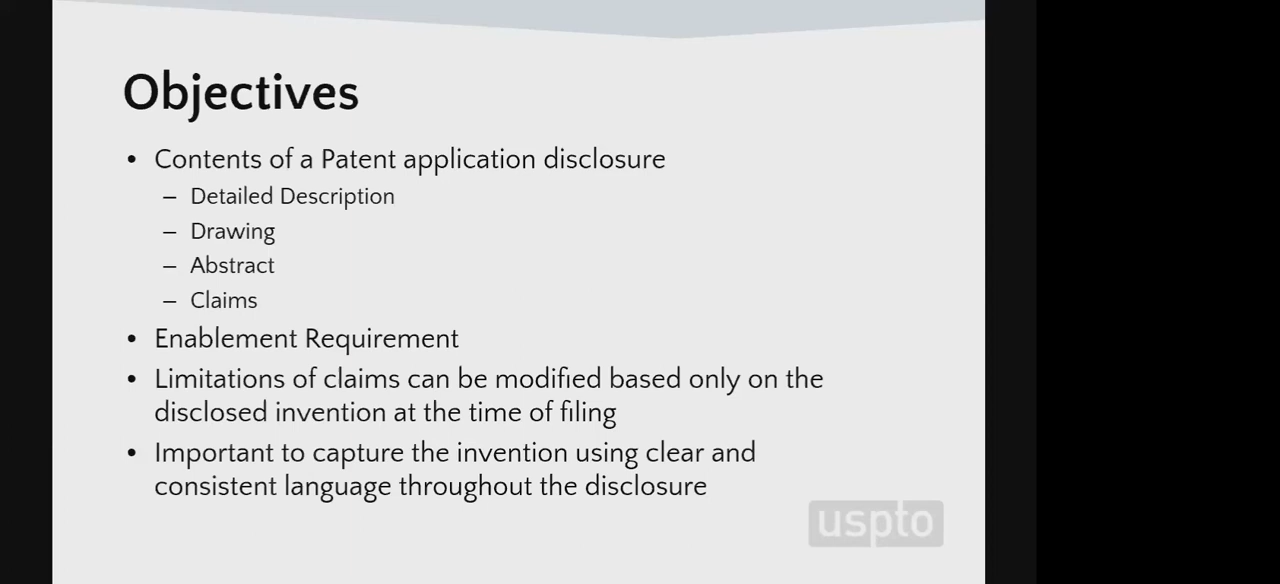 Objectives
• Contents of a Patent application disclosure
– Detailed Description
– Drawing
– Abstract
– Claims
• Enablement Requirement
• Limitations of claims can be modified based only on the
disclosed invention at the time of filing
• Important to capture the invention using clear and
consistent language throughout the disclosure
uspto